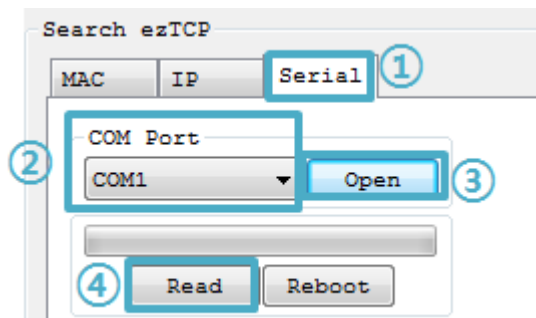 Search ezTCP
MAC IP Serial ①
COM Port
② COM1 Open ③
④ Read Reboot